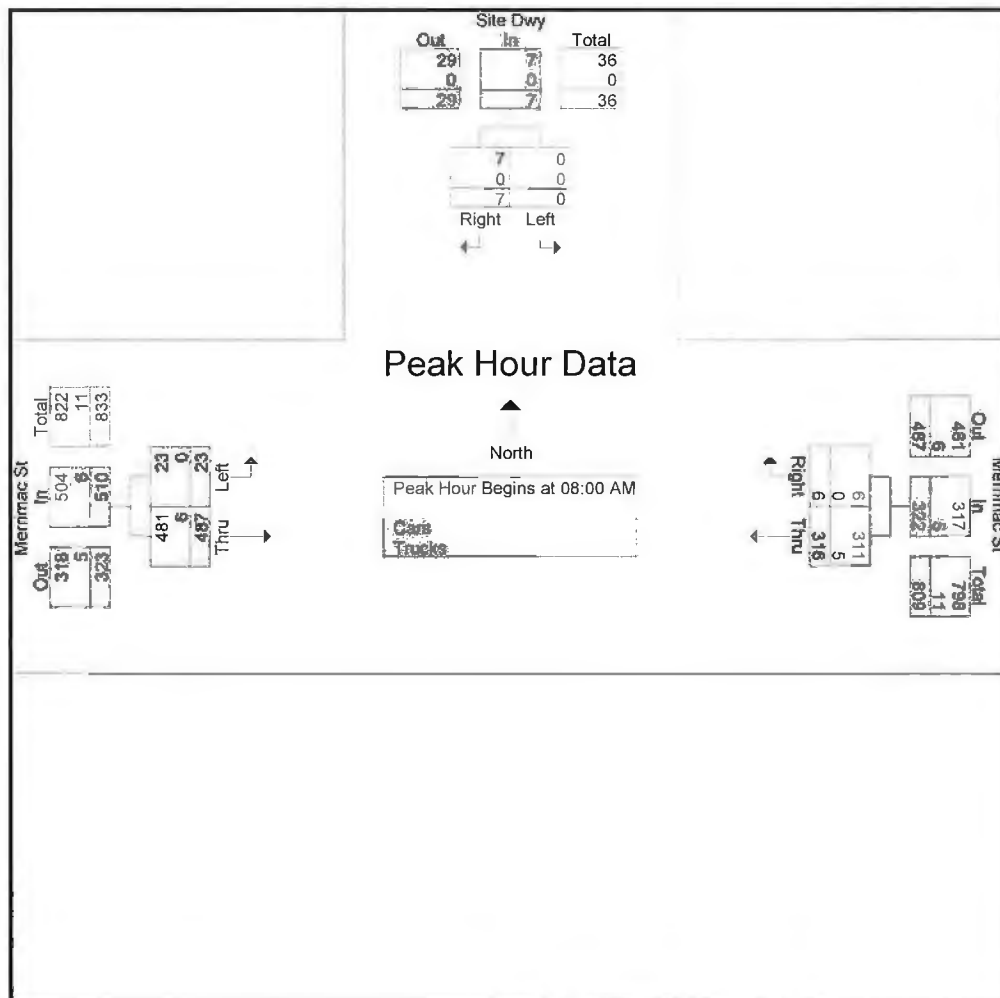 Site Dwy
Out In Total
29 7 36
0 0 0
29 7 36
7 0
0 0
7 0
Right Left
Peak Hour Data
North
Peak Hour Begins at 08:00 AM
Cars
Trucks
Merrimac St
Total
822
11
833
In
504
6
510
Out
318
5
323
23
0
23
Left
481
6
487
Thru
Right
6
0
6
Thru
311
5
316
Out
481
6
487
In
317
5
322
Total
798
11
809
Merrimac St